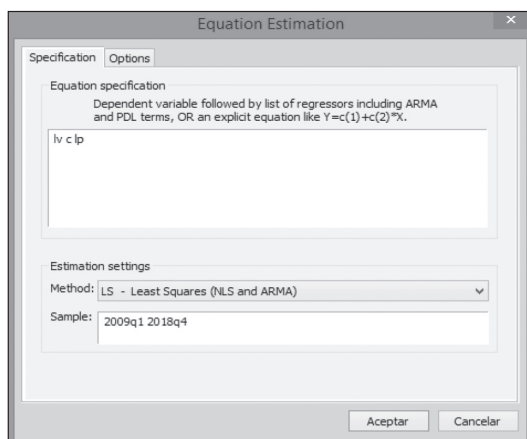 Equation Estimation
×
Specification
Options
Equation specification
Dependent variable followed by list of regressors including ARMA
and PDL terms, OR an explicit equation like Y=c(1)+c(2)*X.
lv c lp
Estimation settings
Method: LS - Least Squares (NLS and ARMA)
Sample: 2009q1 2018q4
Aceptar
Cancelar